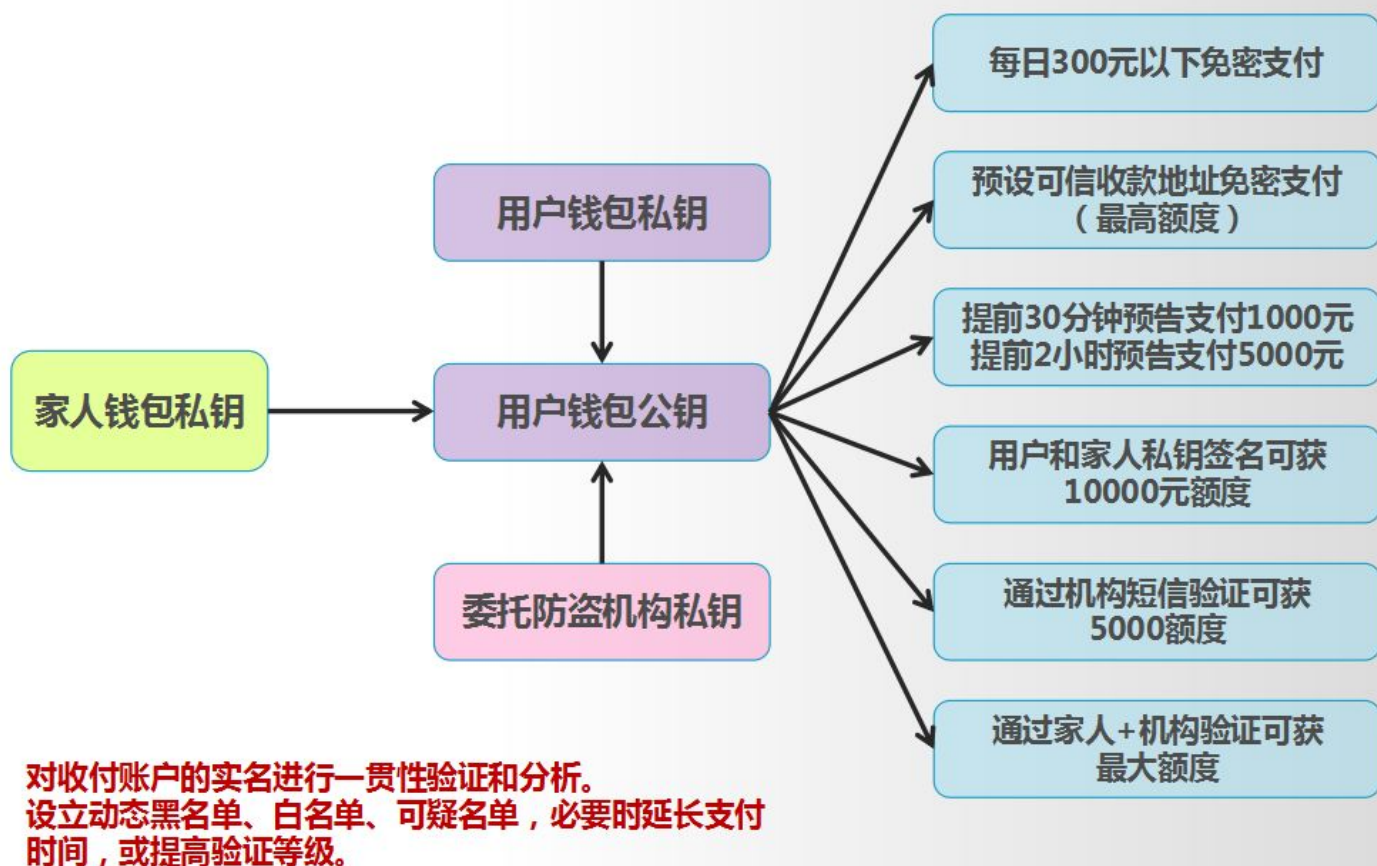 每日300元以下免密支付
用户钱包私钥
预设可信收款地址免密支付
（最高额度）
提前30分钟预告支付1000元
提前2小时预告支付5000元
家人钱包私钥
用户钱包公钥
用户和家人私钥签名可获
10000元额度
委托防盗机构私钥
通过机构短信验证可获
5000额度
通过家人+机构验证可获
最大额度
对收付账户的实名进行一贯性验证和分析。
设立动态黑名单、白名单、可疑名单，必要时延长支付
时间，或提高验证等级。